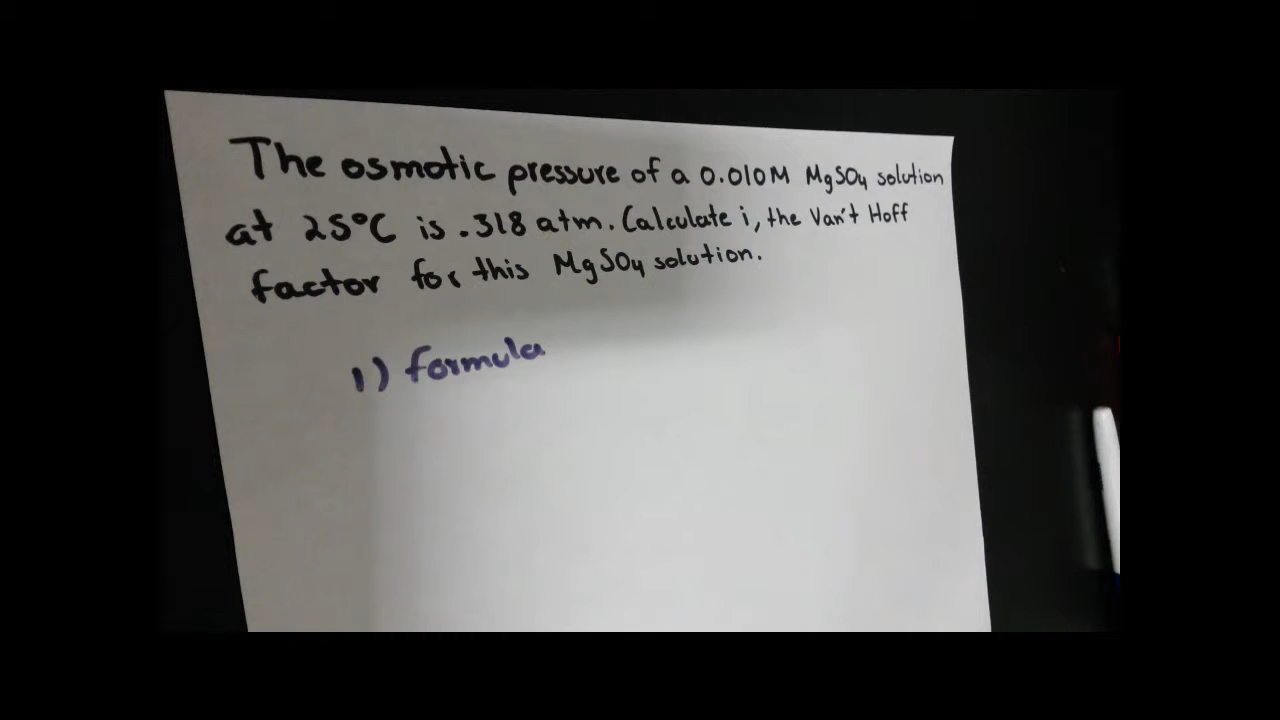 The osmotic pressure of a 0.010M MgSO4 solution
at 25°C is .318 atm. Calculate i, the Van't Hoff
factor for this MgSO4 solution.
1) formula